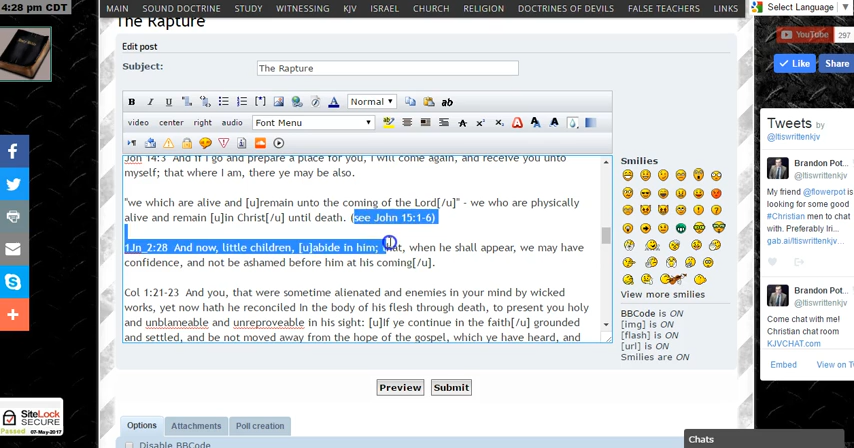 4:28 pm CDT
MAIN SOUND DOCTRINE STUDY WITNESSING KJV ISRAEL CHURCH RELIGION DOCTRINES OF DEVILS FALSE TEACHERS LINKS
Select Language
The Rapture
YouTube 297
Edit post
Subject: The Rapture
Like Share
B I U A Normal ab
video center right audio Font Menu
Tweets by
@itiswrittenkjv
Jon 14:3 And if I go and prepare a place for you, I will come again, and receive you unto
myself; that where I am, there ye may be also.
"we which are alive and [u]remain unto the coming of the Lord[/u]" - we who are physically
alive and remain [u]in Christ[/u] until death. (see John 15:1-6)
1Jn_2:28 And now, little children, [u]abide in him; that, when he shall appear, we may have
confidence, and not be ashamed before him at his coming[/u].
Col 1:21-23 And you, that were sometime alienated and enemies in your mind by wicked
works, yet now hath he reconciled In the body of his flesh through death, to present you holy
and unblameable and unreproveable in his sight: [u]If ye continue in the faith[/u] grounded
and settled, and be not moved away from the hope of the gospel, which ye have heard, and
Smilies
View more smilies
BBCode is ON
[img] is ON
[flash] is ON
[url] is ON
Smilies are ON
Brandon Pot...
Married? @flowerpot is
looking for some good
#Christian men to chat
with. Preferably Iri...
gab.ai/itiswrittenkjv...
Brandon Pot...
Come chat with me!
Christian chat room
KJVCHAT.COM
Embed View on T
Preview Submit
SiteLock
SECURE
Passed 07-May-2017
Options Attachments Poll creation
Disable BBCode
Chats